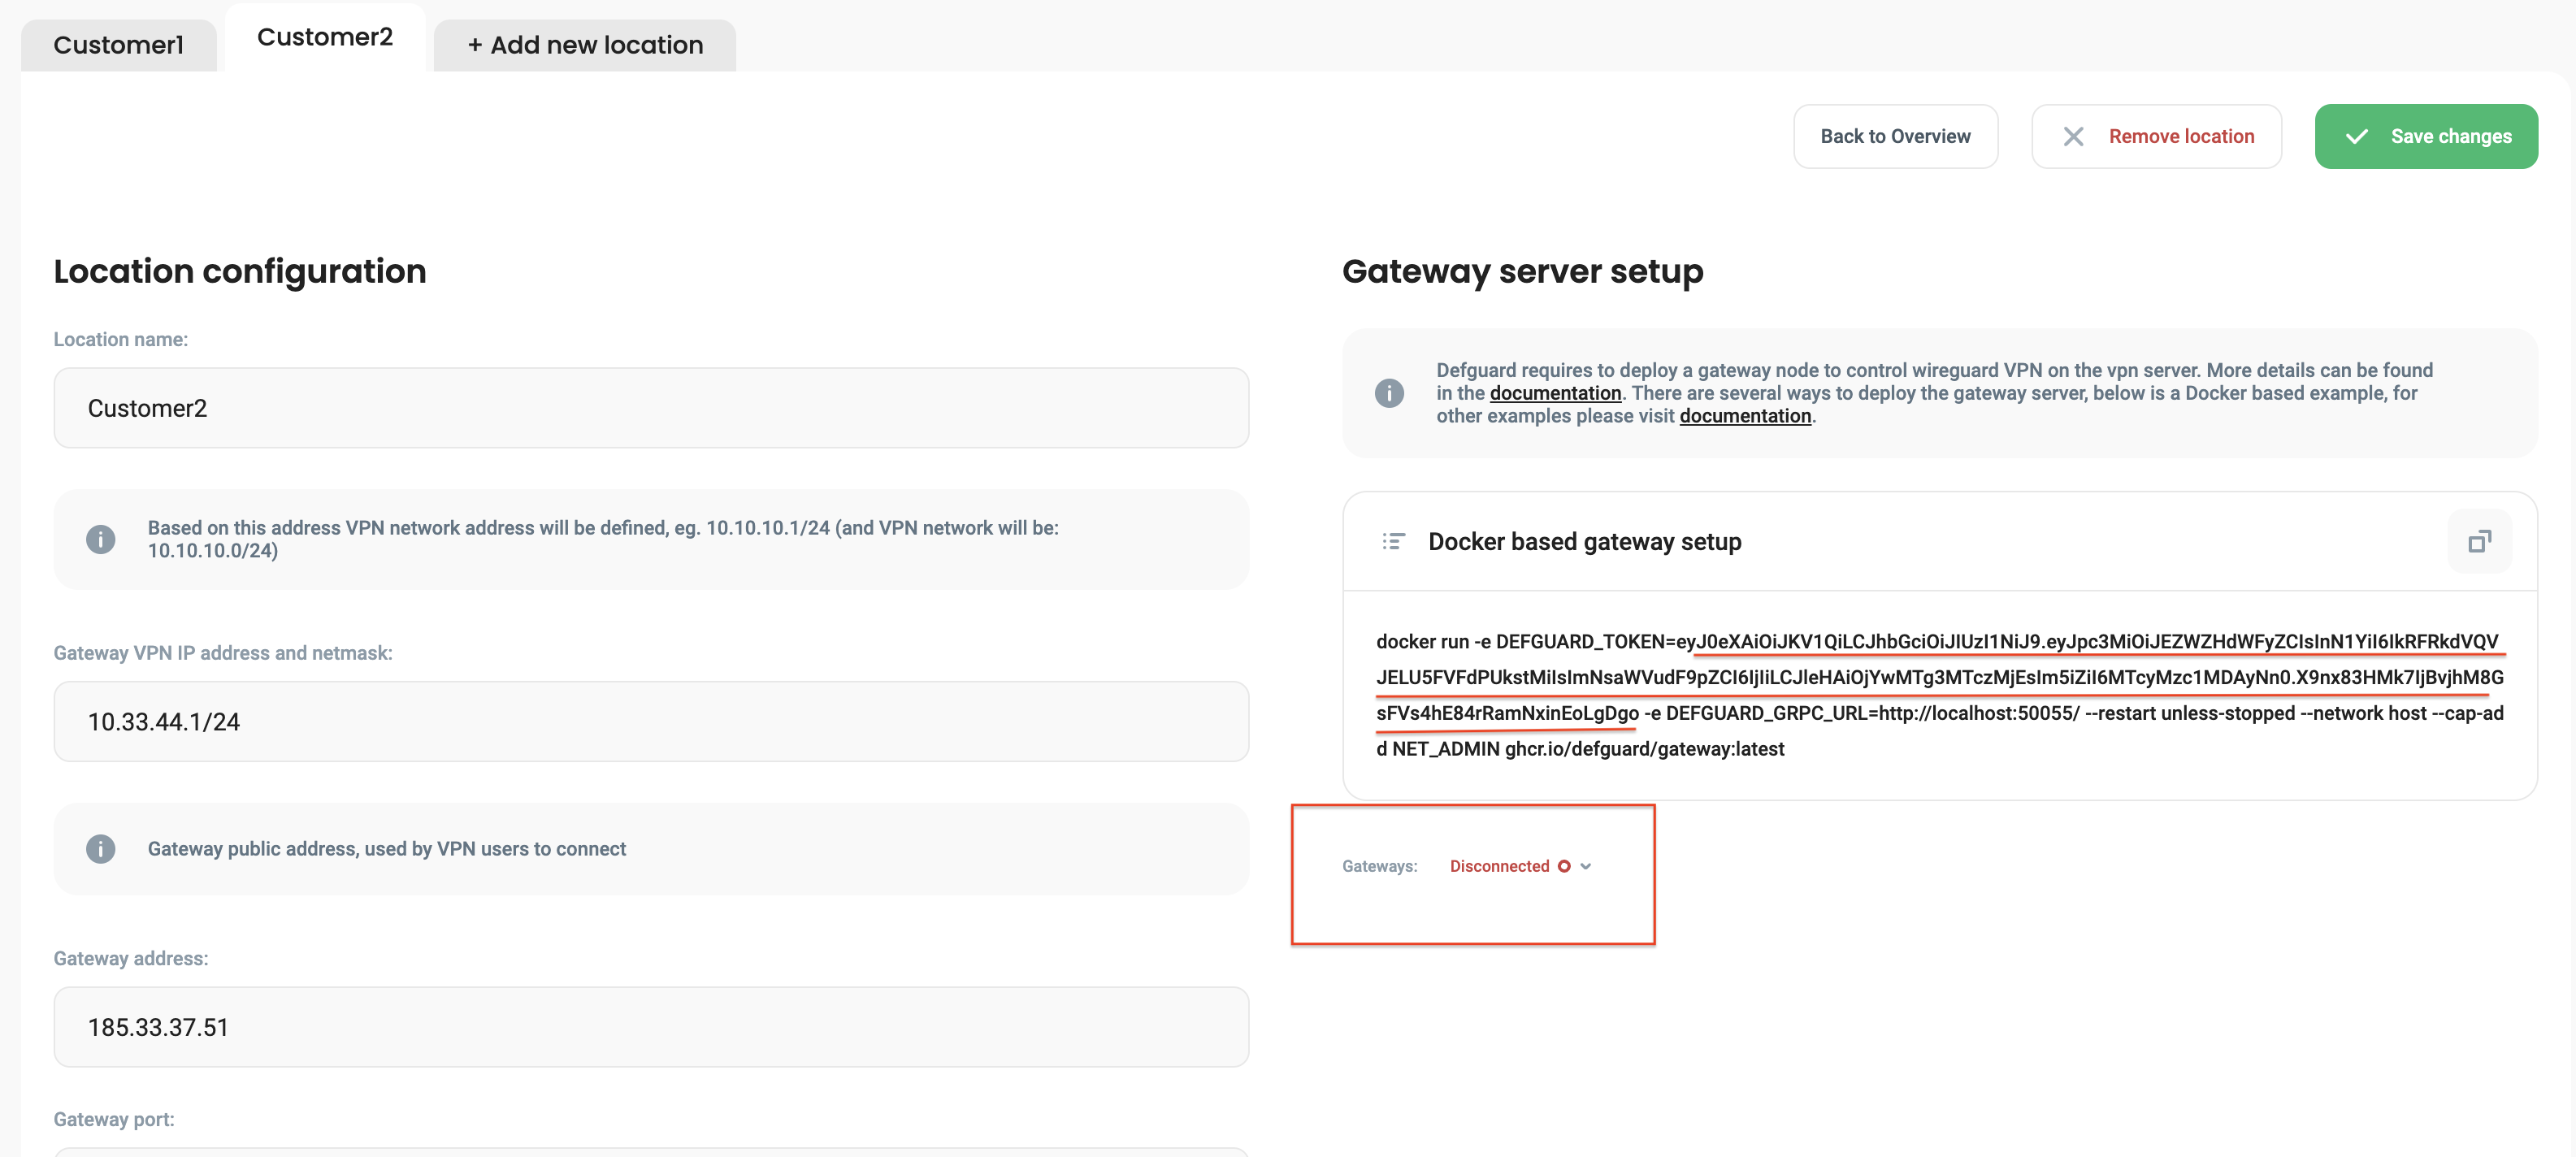 Customer1
Customer2
+ Add new location
Back to Overview
Remove location
Save changes
Location configuration
Location name:
Customer2
Based on this address VPN network address will be defined, eg. 10.10.10.1/24 (and VPN network will be:
10.10.10.0/24)
Gateway VPN IP address and netmask:
10.33.44.1/24
Gateway public address, used by VPN users to connect
Gateway address:
185.33.37.51
Gateway port:
Gateway server setup
Defguard requires to deploy a gateway node to control wireguard VPN on the vpn server. More details can be found
in the documentation. There are several ways to deploy the gateway server, below is a Docker based example, for
other examples please visit documentation.
Docker based gateway setup
docker run -e DEFGUARD_TOKEN=eyJ0eXAiOiJKV1QiLCJhbGciOiJIUzI1NiJ9.eyJpc3MiOiJEZWZHdWFyZCIsInN1YiI6IkRFRkdVQV
JELU5FVFdPUkstMiIsImNsaWVudF9pZCI6IjIiLCJleHAiOjYwMTg3MTczMjEsIm5iZiI6MTcyMzc1MDAyNn0.X9nx83HMk7IjBvjhM8G
sFVs4hE84rRamNxinEoLgDgo -e DEFGUARD_GRPC_URL=http://localhost:50055/ --restart unless-stopped --network host --cap-ad
d NET_ADMIN ghcr.io/defguard/gateway:latest
Gateways: Disconnected